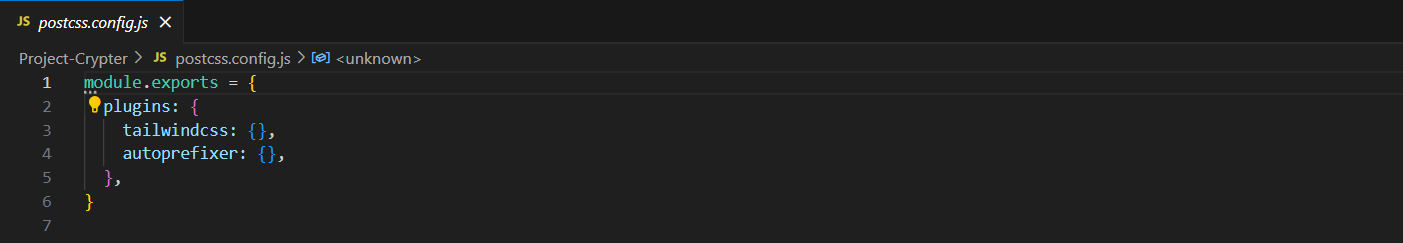 JS postcss.config.js ×
Project-Crypter > JS postcss.config.js > <unknown>
1 module.exports = {
2   plugins: {
3     tailwindcss: {},
4     autoprefixer: {},
5   },
6 }
7